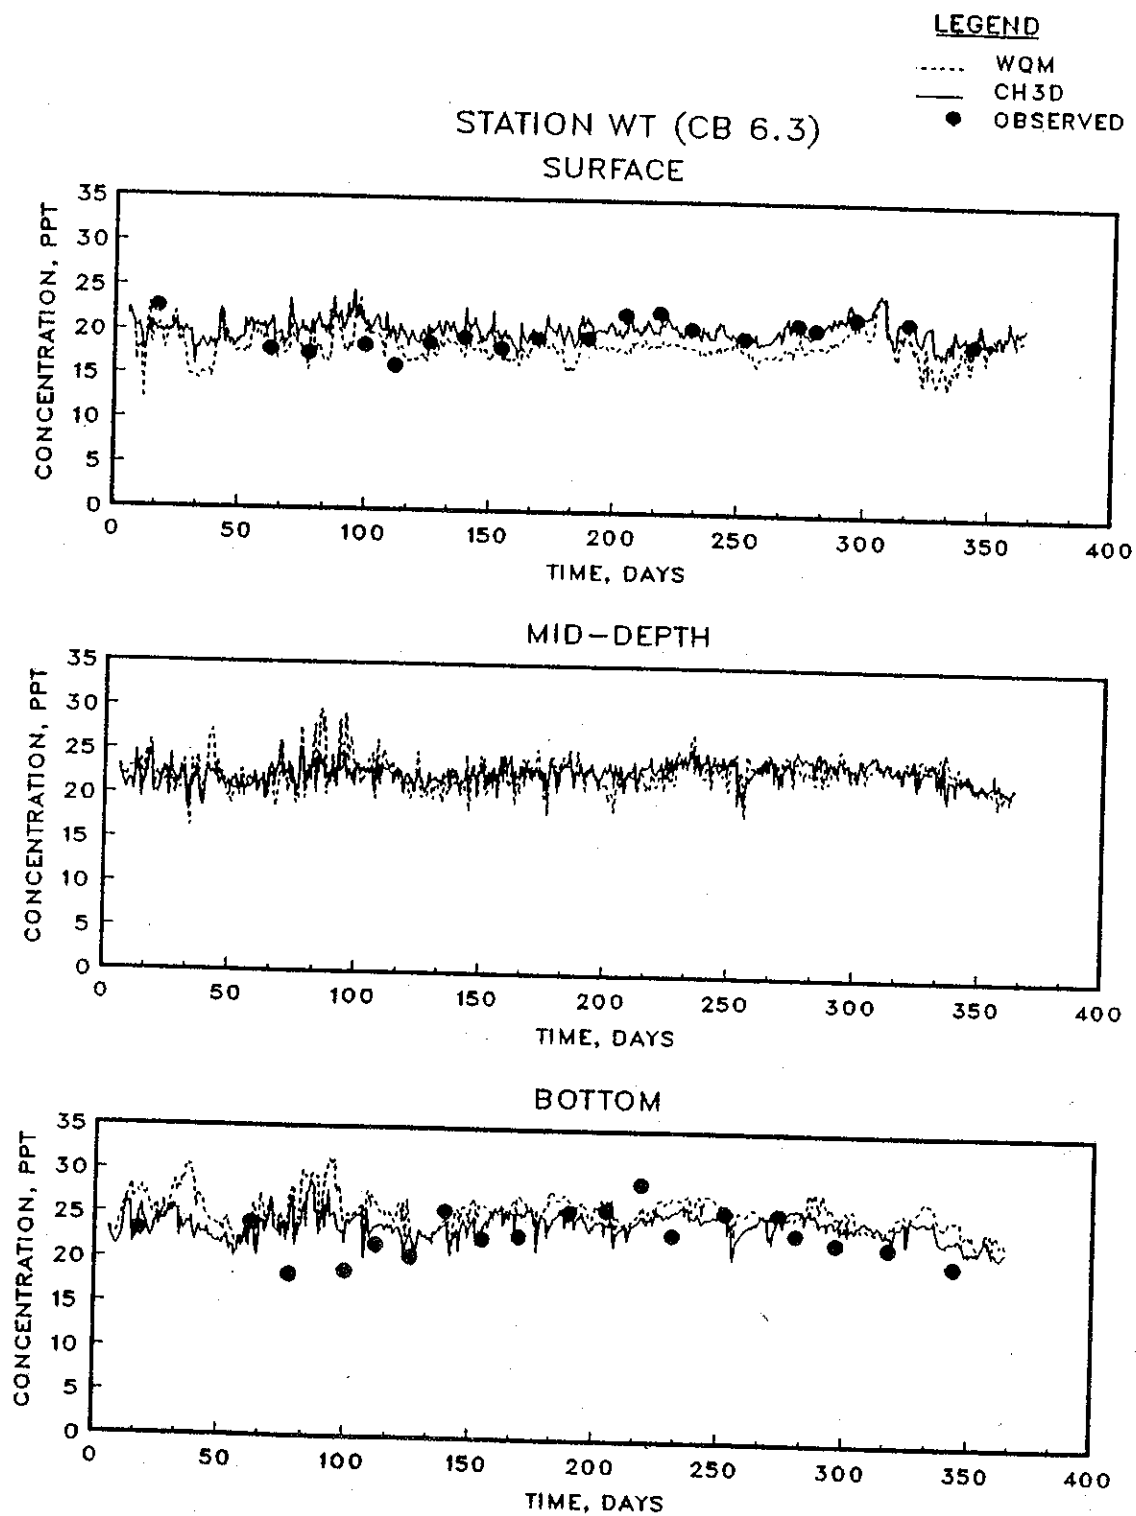 LEGEND
WQM
CH3D
OBSERVED
STATION WT (CB 6.3)
SURFACE
CONCENTRATION, PPT
35
30
25
20
15
10
5
0
0 50 100 150 200 250 300 350 400
TIME, DAYS
MID-DEPTH
CONCENTRATION, PPT
35
30
25
20
15
10
5
0
0 50 100 150 200 250 300 350 400
TIME, DAYS
BOTTOM
CONCENTRATION, PPT
35
30
25
20
15
10
5
0
0 50 100 150 200 250 300 350 400
TIME, DAYS